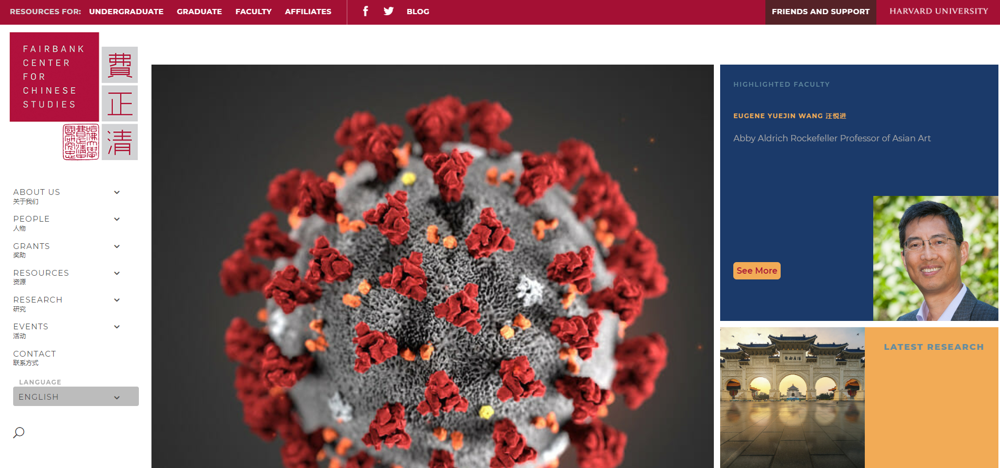 RESOURCES FOR: UNDERGRADUATE GRADUATE FACULTY AFFILIATES BLOG FRIENDS AND SUPPORT HARVARD UNIVERSITY
FAIRBANK
CENTER
FOR
CHINESE
STUDIES
費
正
清
ABOUT US
关于我们
PEOPLE
人物
GRANTS
奖助
RESOURCES
资源
RESEARCH
研究
EVENTS
活动
CONTACT
联系方式
LANGUAGE
ENGLISH
HIGHLIGHTED FACULTY
EUGENE YUEJIN WANG 汪悦进
Abby Aldrich Rockefeller Professor of Asian Art
See More
LATEST RESEARCH